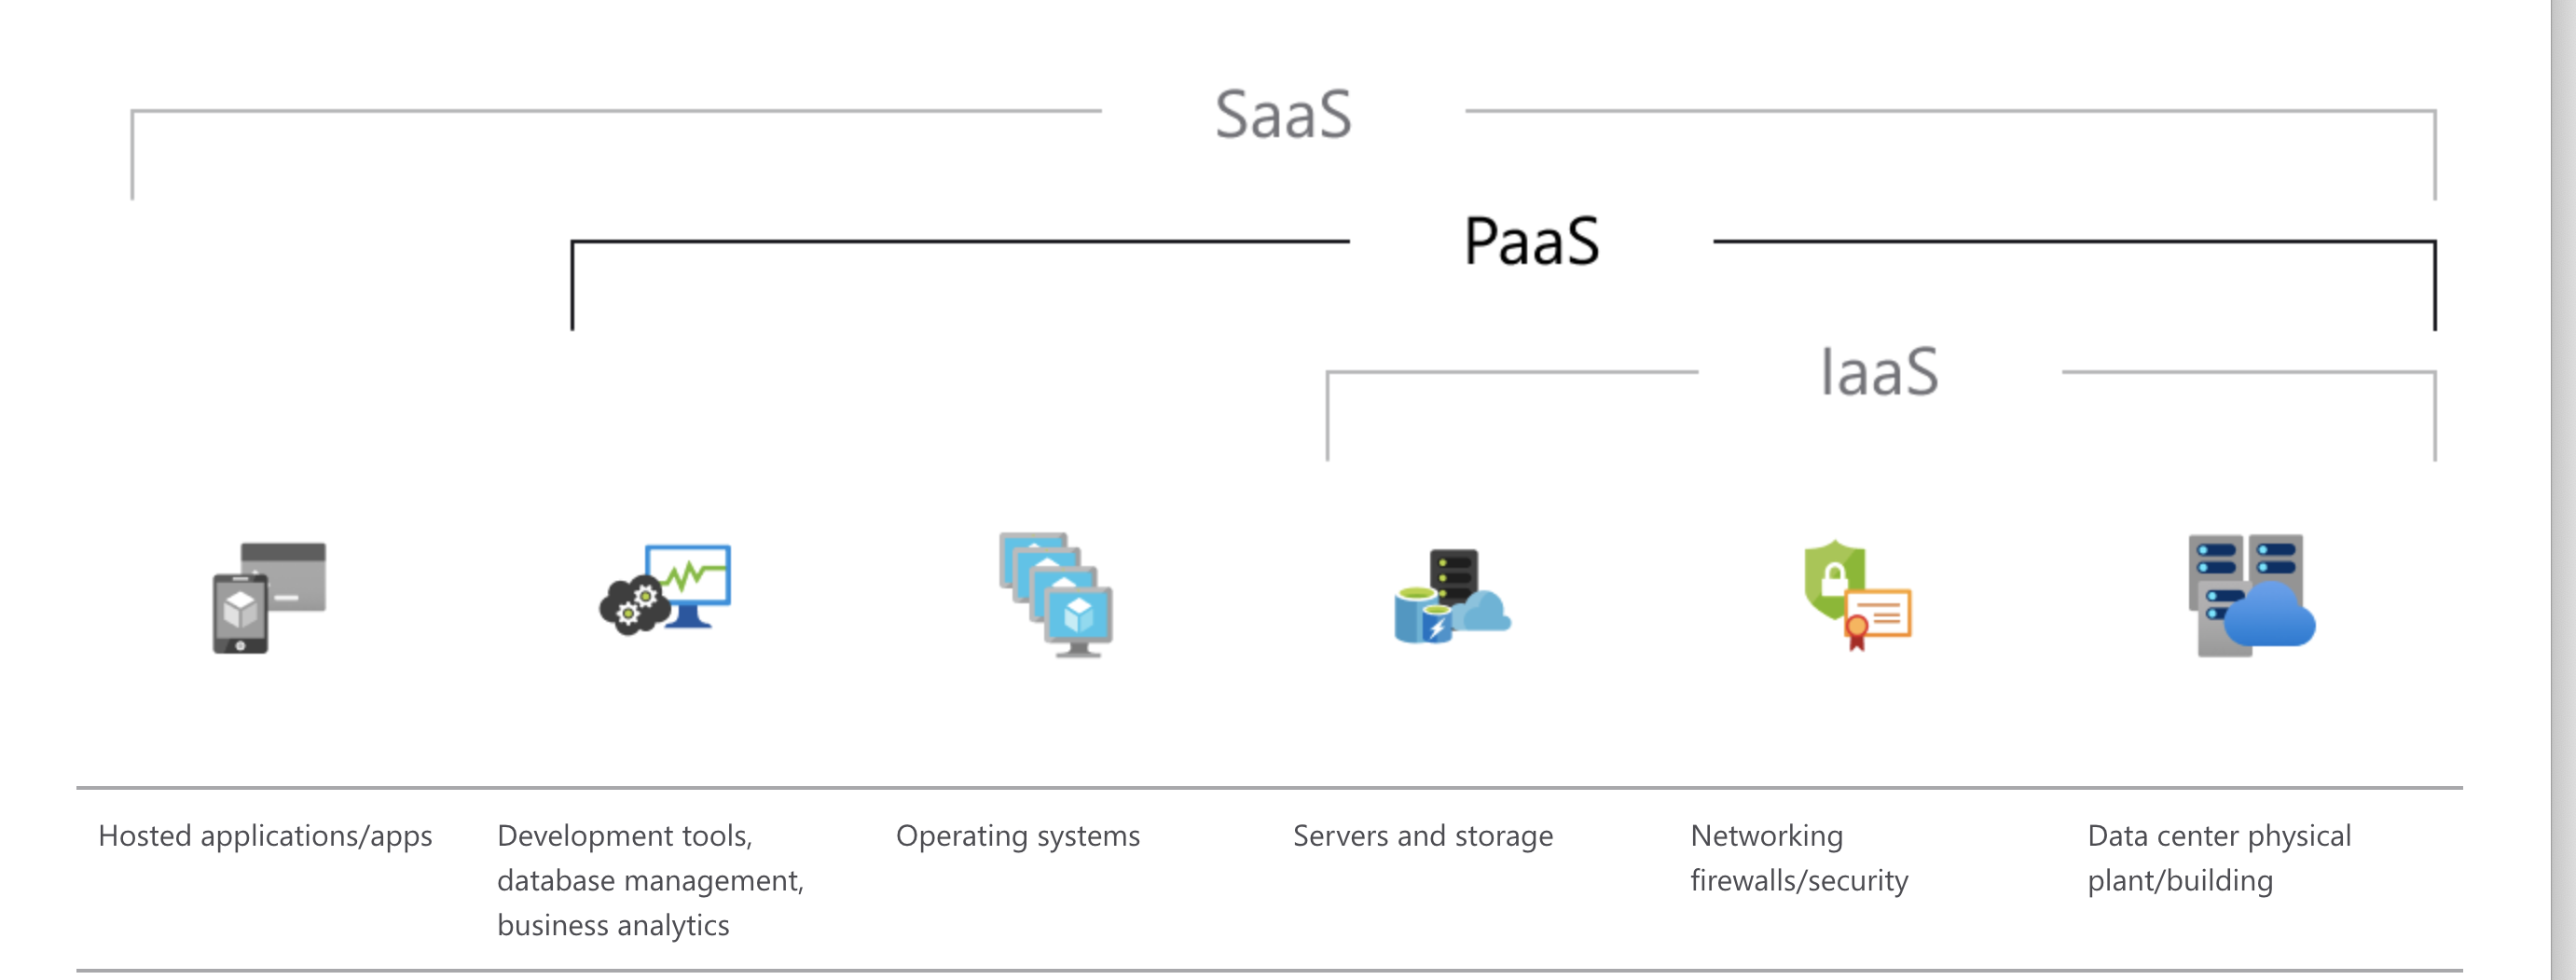 SaaS
PaaS
IaaS
Hosted applications/apps
Development tools,
database management,
business analytics
Operating systems
Servers and storage
Networking
firewalls/security
Data center physical
plant/building